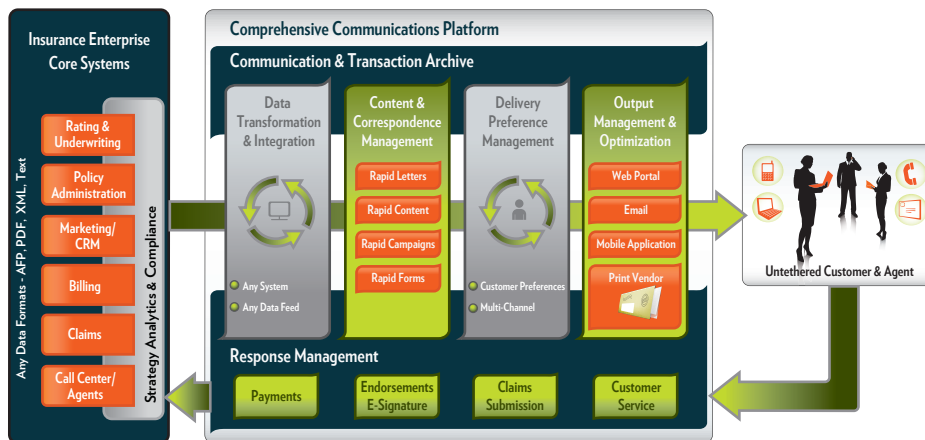 Insurance Enterprise
Core Systems
Any Data Formats - AFP, PDF, XML, Text
Rating &
Underwriting
Policy
Administration
Marketing/
CRM
Billing
Claims
Call Center/
Agents
Strategy Analytics & Compliance
Comprehensive Communications Platform
Communication & Transaction Archive
Data
Transformation
& Integration
Any System
Any Data Feed
Content &
Correspondence
Management
Rapid Letters
Rapid Content
Rapid Campaigns
Rapid Forms
Delivery
Preference
Management
Customer Preferences
Multi-Channel
Output
Management &
Optimization
Web Portal
Email
Mobile Application
Print Vendor
Response Management
Payments
Endorsements
E-Signature
Claims
Submission
Customer
Service
Untethered Customer & Agent